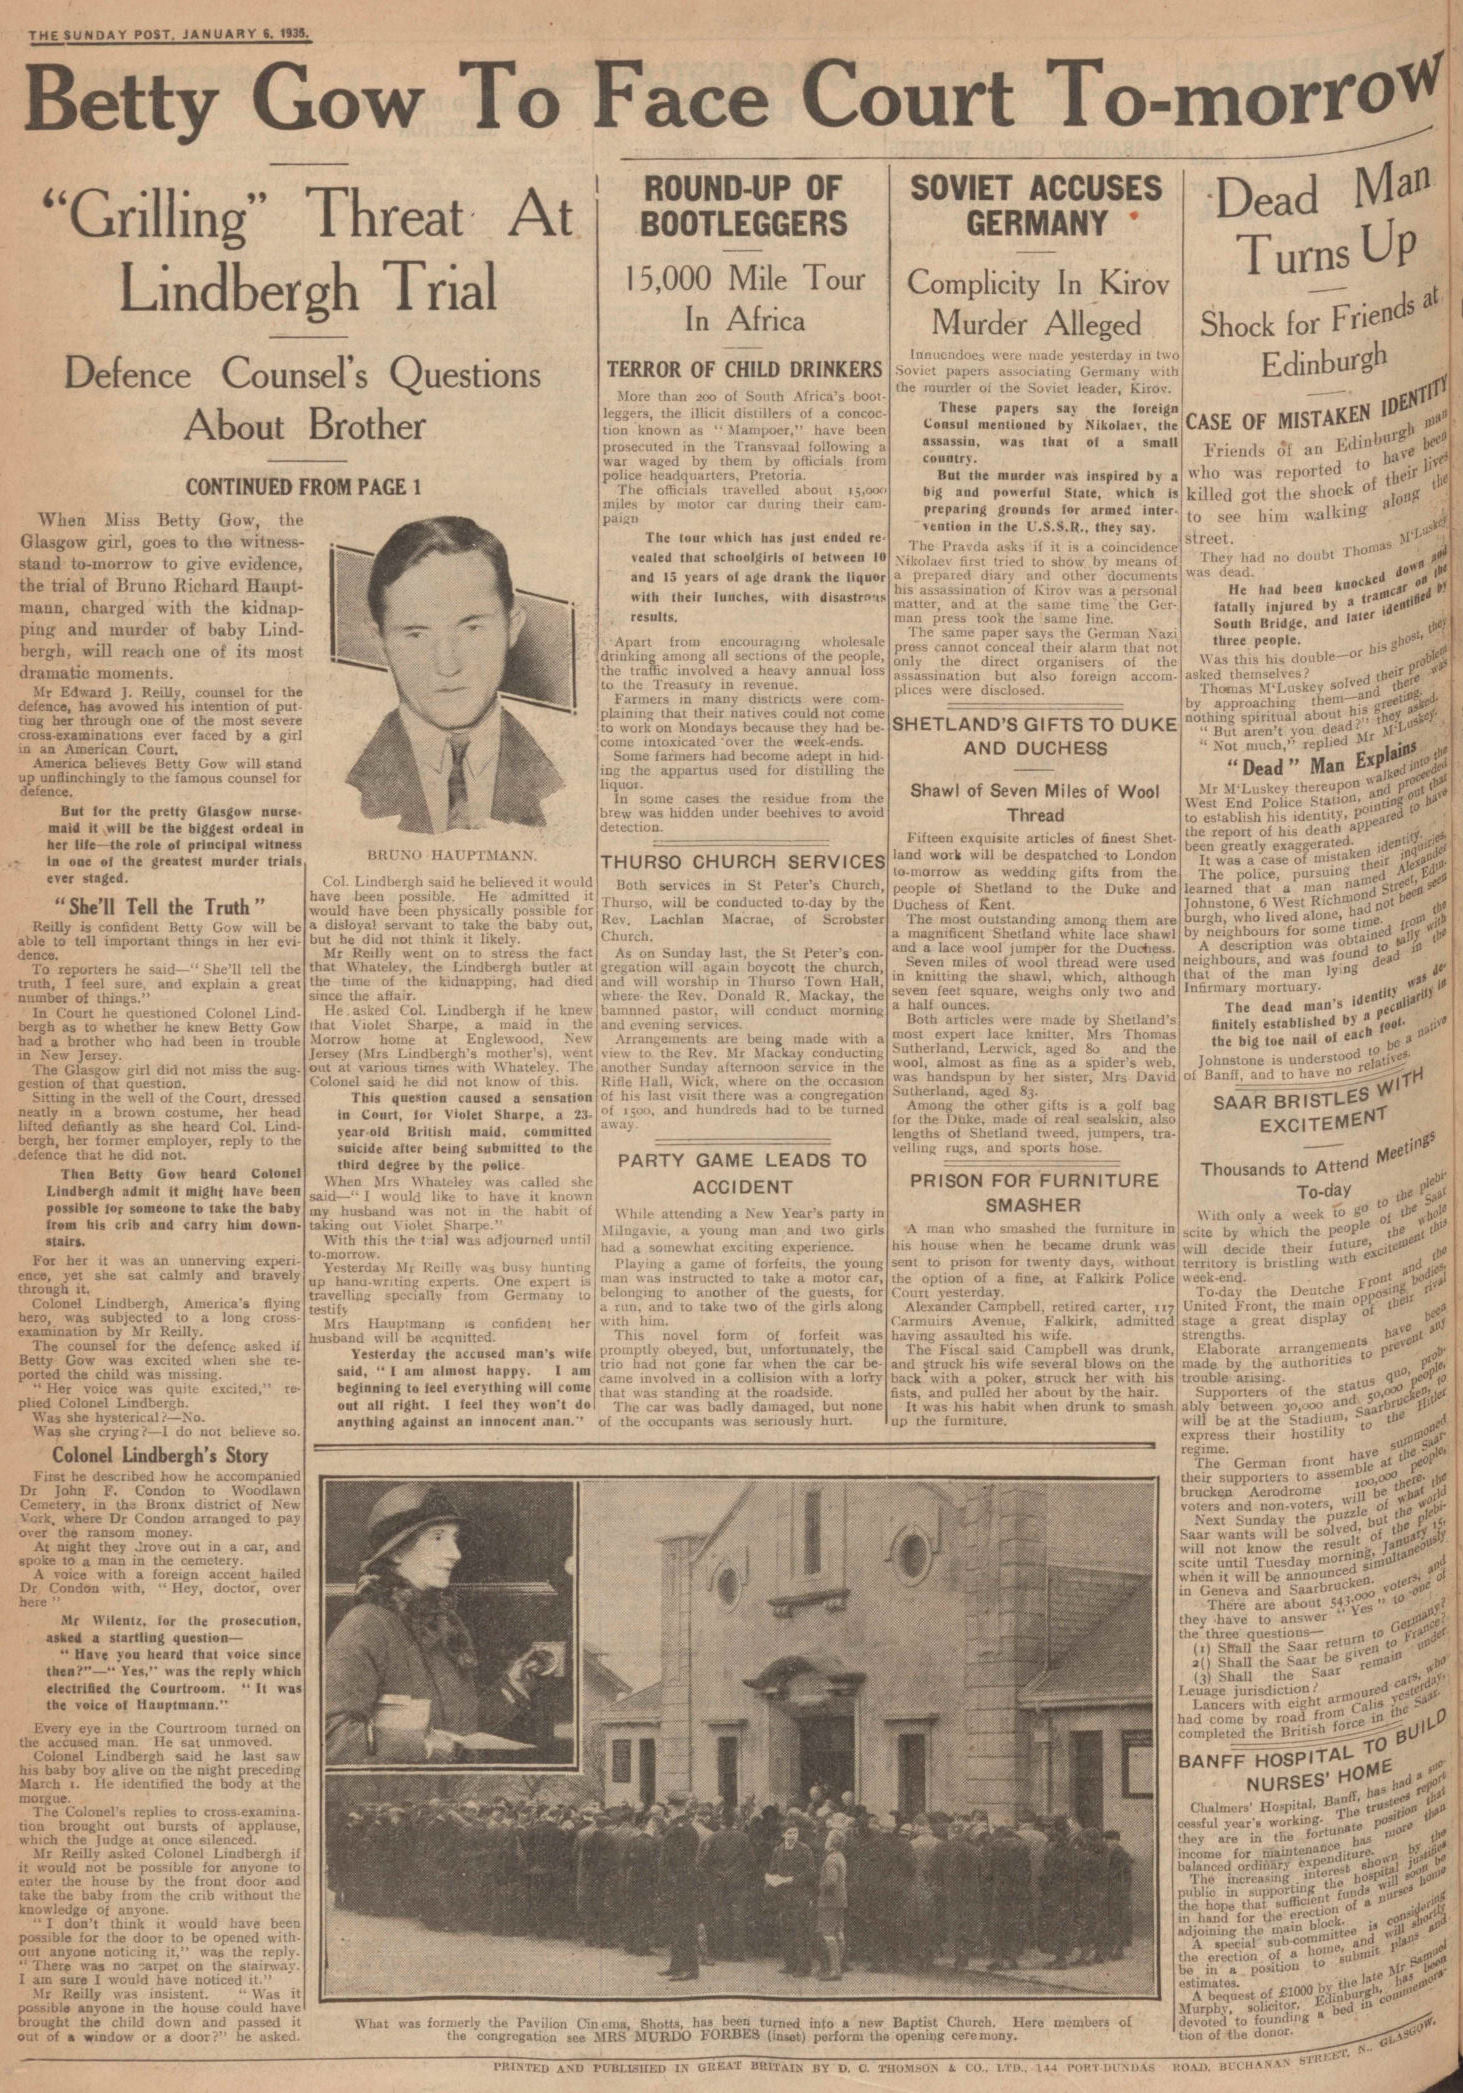 THE SUNDAY POST, JANUARY 6, 1935.
Betty Gow To Face Court To-morrow
"Grilling" Threat At
Lindbergh Trial
Defence Counsel's Questions
About Brother
CONTINUED FROM PAGE 1
When Miss Betty Gow, the
Glasgow girl, goes to the witness-
stand to-morrow to give evidence,
the trial of Bruno Richard Haupt-
mann, charged with the kidnap-
ping and murder of baby Lind-
bergh, will reach one of its most
dramatic moments.
Mr Edward J. Reilly, counsel for the
defence, has avowed his intention of put-
ting her through one of the most severe
cross-examinations ever faced by a girl
in an American Court.
America believes Betty Gow will stand
up unflinchingly to the famous counsel for
defence.
But for the pretty Glasgow nurse-
maid it will be the biggest ordeal in
her life—the role of principal witness
in one of the greatest murder trials
ever staged.
"She'll Tell the Truth"
Reilly is confident Betty Gow will be
able to tell important things in her evi-
dence.
To reporters he said—"She'll tell the
truth, I feel sure, and explain a great
number of things."
In Court he questioned Colonel Lind-
bergh as to whether he knew Betty Gow
had a brother who had been in trouble
in New Jersey.
The Glasgow girl did not miss the sug-
gestion of that question.
Sitting in the well of the Court, dressed
neatly in a brown costume, her head
lifted defiantly as she heard Col. Lind-
bergh, her former employer, reply to the
defence that he did not.
Then Betty Gow heard Colonel
Lindbergh admit it might have been
possible for someone to take the baby
from his crib and carry him down-
stairs.
For her it was an unnerving experi-
ence, yet she sat calmly and bravely
through it.
Colonel Lindbergh, America's flying
hero, was subjected to a long cross-
examination by Mr Reilly.
The counsel for the defence asked if
Betty Gow was excited when she re-
ported the child was missing.
"Her voice was quite excited," re-
plied Colonel Lindbergh.
Was she hysterical?—No.
Was she crying?—I do not believe so.
Colonel Lindbergh's Story
First he described how he accompanied
Dr John F. Condon to Woodlawn
Cemetery, in the Bronx district of New
York, where Dr Condon arranged to pay
over the ransom money.
At night they drove out in a car, and
spoke to a man in the cemetery.
A voice with a foreign accent hailed
Dr Condon with, "Hey, doctor, over
here"
Mr Wilentz, for the prosecution,
asked a startling question—
"Have you heard that voice since
then?"—"Yes," was the reply which
electrified the Courtroom. "It was
the voice of Hauptmann."
Every eye in the Courtroom turned on
the accused man. He sat unmoved.
Colonel Lindbergh said he last saw
his baby boy alive on the night preceding
March 1. He identified the body at the
morgue.
The Colonel's replies to cross-examina-
tion brought out bursts of applause,
which the Judge at once silenced.
Mr Reilly asked Colonel Lindbergh if
it would not be possible for anyone to
enter the house by the front door and
take the baby from the crib without the
knowledge of anyone.
"I don't think it would have been
possible for the door to be opened with-
out anyone noticing it," was the reply.
"There was no carpet on the stairway.
I am sure I would have noticed it."
Mr Reilly was insistent. "Was it
possible anyone in the house could have
brought the child down and passed it
out of a window or a door?" he asked.
BRUNO HAUPTMANN.
Col. Lindbergh said he believed it would
have been possible. He admitted it
would have been physically possible for
a disloyal servant to take the baby out,
but he did not think it likely.
Mr Reilly went on to stress the fact
that Whateley, the Lindbergh butler at
the time of the kidnapping, had died
since the affair.
He asked Col. Lindbergh if he knew
that Violet Sharpe, a maid in the
Morrow home at Englewood, New
Jersey (Mrs Lindbergh's mother's), went
out at various times with Whateley. The
Colonel said he did not know of this.
This question caused a sensation
in Court, for Violet Sharpe, a 23-
year-old British maid, committed
suicide after being submitted to the
third degree by the police.
When Mrs Whateley was called she
said—"I would like to have it known
my husband was not in the habit of
taking out Violet Sharpe."
With this the trial was adjourned until
to-morrow.
Yesterday Mr Reilly was busy hunting
up hand-writing experts. One expert is
travelling specially from Germany to
testify
Mrs Hauptmann is confident her
husband will be acquitted.
Yesterday the accused man's wife
said, "I am almost happy. I am
beginning to feel everything will come
out all right. I feel they won't do
anything against an innocent man."
ROUND-UP OF
BOOTLEGGERS
15,000 Mile Tour
In Africa
TERROR OF CHILD DRINKERS
More than 200 of South Africa's boot-
leggers, the illicit distillers of a concoc-
tion known as "Mampoer," have been
prosecuted in the Transvaal following a
war waged by them by officials from
police headquarters, Pretoria.
The officials travelled about 15,000
miles by motor car during their cam-
paign
The tour which has just ended re-
vealed that schoolgirls of between 10
and 15 years of age drank the liquor
with their lunches, with disastrous
results.
Apart from encouraging wholesale
drinking among all sections of the people,
the traffic involved a heavy annual loss
to the Treasury in revenue.
Farmers in many districts were com-
plaining that their natives could not come
to work on Mondays because they had be-
come intoxicated over the week-ends.
Some farmers had become adept in hid-
ing the appartus used for distilling the
liquor.
In some cases the residue from the
brew was hidden under beehives to avoid
detection.
THURSO CHURCH SERVICES
Both services in St Peter's Church,
Thurso, will be conducted to-day by the
Rev. Lachlan Macrae, of Scrobster
Church.
As on Sunday last, the St Peter's con-
gregation will again boycott the church,
and will worship in Thurso Town Hall,
where the Rev. Donald R. Mackay, the
bamnned pastor, will conduct morning
and evening services.
Arrangements are being made with a
view to the Rev. Mr Mackay conducting
another Sunday afternoon service in the
Rifle Hall, Wick, where on the occasion
of his last visit there was a congregation
of 1500, and hundreds had to be turned
away.
PARTY GAME LEADS TO
ACCIDENT
While attending a New Year's party in
Milngavie, a young man and two girls
had a somewhat exciting experience.
Playing a game of forfeits, the young
man was instructed to take a motor car,
belonging to another of the guests, for
a run, and to take two of the girls along
with him.
This novel form of forfeit was
promptly obeyed, but, unfortunately, the
trio had not gone far when the car be-
came involved in a collision with a lorry
that was standing at the roadside.
The car was badly damaged, but none
of the occupants was seriously hurt.
SOVIET ACCUSES
GERMANY
Complicity In Kirov
Murder Alleged
Innuendoes were made yesterday in two
Soviet papers associating Germany with
the murder of the Soviet leader, Kirov.
These papers say the foreign
Consul mentioned by Nikolaev, the
assassin, was that of a small
country.
But the murder was inspired by a
big and powerful State, which is
preparing grounds for armed inter-
vention in the U.S.S.R., they say.
The Pravda asks if it is a coincidence
Nikolaev first tried to show by means of
a prepared diary and other documents
his assassination of Kirov was a personal
matter, and at the same time the Ger-
man press took the same line.
The same paper says the German Nazi
press cannot conceal their alarm that not
only the direct organisers of the
assassination but also foreign accom-
plices were disclosed.
SHETLAND'S GIFTS TO DUKE
AND DUCHESS
Shawl of Seven Miles of Wool
Thread
Fifteen exquisite articles of finest Shet-
land work will be despatched to London
to-morrow as wedding gifts from the
people of Shetland to the Duke and
Duchess of Kent.
The most outstanding among them are
a magnificent Shetland white lace shawl
and a lace wool jumper for the Duchess.
Seven miles of wool thread were used
in knitting the shawl, which, although
seven feet square, weighs only two and
a half ounces.
Both articles were made by Shetland's
most expert lace knitter, Mrs Thomas
Sutherland, Lerwick, aged 80 and the
wool, almost as fine as a spider's web,
was handspun by her sister, Mrs David
Sutherland, aged 83.
Among the other gifts is a golf bag
for the Duke, made of real sealskin, also
lengths of Shetland tweed, jumpers, tra-
velling rugs, and sports hose.
PRISON FOR FURNITURE
SMASHER
A man who smashed the furniture in
his house when he became drunk was
sent to prison for twenty days, without
the option of a fine, at Falkirk Police
Court yesterday.
Alexander Campbell, retired carter, 117
Carmuirs Avenue, Falkirk, admitted
having assaulted his wife.
The Fiscal said Campbell was drunk,
and struck his wife several blows on the
back with a poker, struck her with his
fists, and pulled her about by the hair.
It was his habit when drunk to smash
up the furniture.
Dead Man
Turns Up
Shock for Friends at
Edinburgh
CASE OF MISTAKEN IDENTITY
Friends of an Edinburgh man
who was reported to have been
killed got the shock of their lives
to see him walking along the
street.
They had no doubt Thomas M'Luskey
was dead.
He had been knocked down and
fatally injured by a tramcar on the
South Bridge, and later identified by
three people.
Was this his double—or his ghost, they
asked themselves?
Thomas M'Luskey solved their problem
by approaching them—and there was
nothing spiritual about his greeting.
"But aren't you dead?" they asked.
"Not much," replied Mr M'Luskey.
"Dead" Man Explains
Mr M'Luskey thereupon walked into the
West End Police Station, and proceeded
to establish his identity, pointing out that
the report of his death appeared to have
been greatly exaggerated.
It was a case of mistaken identity.
The police, pursuing their inquiries,
learned that a man named Alexander
Johnstone, 6 West Richmond Street, Edin-
burgh, who lived alone, had not been seen
by neighbours for some time.
A description was obtained from the
neighbours, and was found to tally with
that of the man lying dead in the
Infirmary mortuary.
The dead man's identity was de-
finitely established by a peculiarity in
the big toe nail of each foot.
Johnstone is understood to be a native
of Banff, and to have no relatives.
SAAR BRISTLES WITH
EXCITEMENT
Thousands to Attend Meetings
To-day
With only a week to go to the plebi-
scite by which the people of the Saar
will decide their future, the whole
territory is bristling with excitement this
week-end.
To-day the Deutche Front and the
United Front, the main opposing bodies,
stage a great display of their rival
strengths.
Elaborate arrangements have been
made by the authorities to prevent any
trouble arising.
Supporters of the status quo, prob-
ably between 30,000 and 50,000 people,
will be at the Stadium, Saarbrucken, to
express their hostility to the Hitler
regime.
The German front have summoned
their supporters to assemble at the Saar-
brucken Aerodrome 100,000 people,
voters and non-voters, will be there.
Next Sunday the puzzle of what the
Saar wants will be solved, but the world
will not know the result of the plebi-
scite until Tuesday morning, January 15,
when it will be announced simultaneously
in Geneva and Saarbrucken.
There are about 543,000 voters, and
they have to answer "Yes" to one of
the three questions—
(1) Shall the Saar return to Germany?
2() Shall the Saar be given to France?
(3) Shall the Saar remain under
Leuage jurisdiction?
Lancers with eight armoured cars, who
had come by road from Calis yesterday,
completed the British force in the Saar.
BANFF HOSPITAL TO BUILD
NURSES' HOME
Chalmers' Hospital, Banff, has had a suc-
cessful year's working. The trustees report
they are in the fortunate position that
income for maintenance has more than
balanced ordinary expenditure.
The increasing interest shown by the
public in supporting the hospital justifies
the hope that sufficient funds will soon be
in hand for the erection of a nurses home
adjoining the main block.
A special sub-committee is considering
the erection of a home, and will shortly
be in a position to submit plans and
estimates.
A bequest of £1000 by the late Mr Samuel
Murphy, solicitor, Edinburgh, has been
devoted to founding a bed in commemora-
tion of the donor.
What was formerly the Pavilion Cinema, Shotts, has been turned into a new Baptist Church. Here members of
the congregation see MRS MURDO FORBES (inset) perform the opening ceremony.
PRINTED AND PUBLISHED IN GREAT BRITAIN BY D. C. THOMSON & CO., LTD., 144 PORT-DUNDAS ROAD, BUCHANAN STREET, N., GLASGOW.